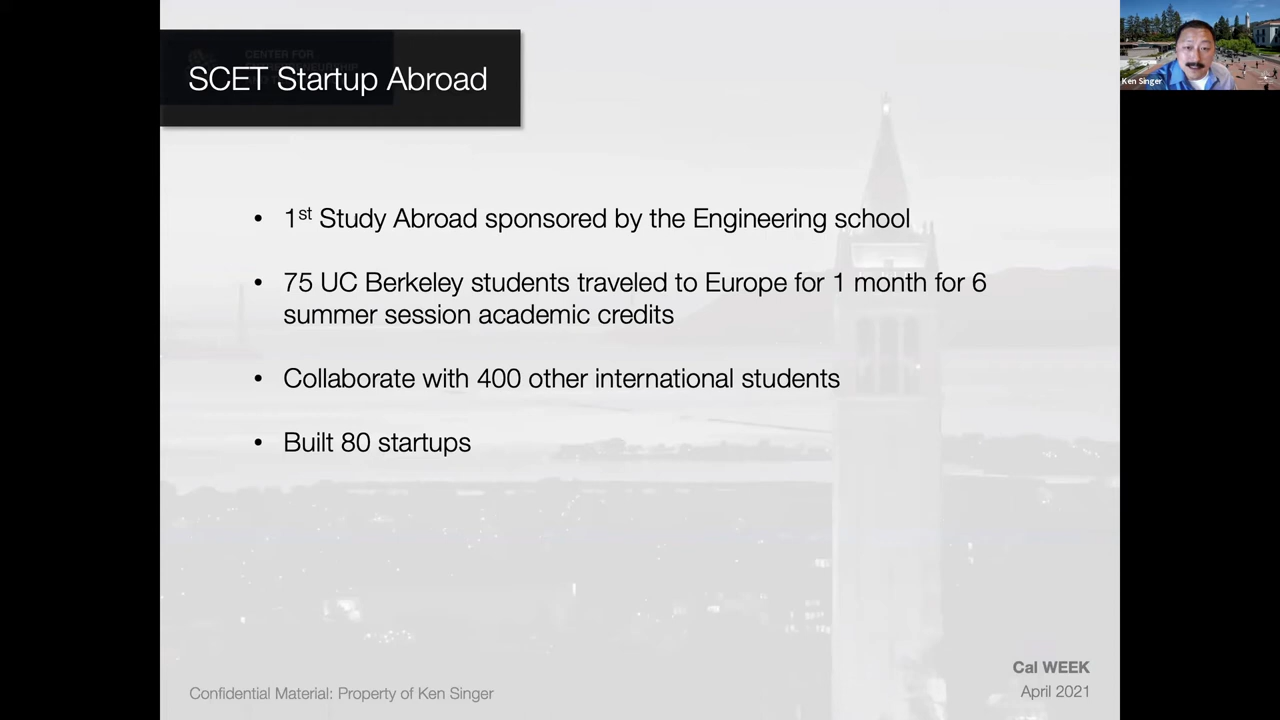 CENTER FOR
SCET Startup Abroad
Ken Singer
• 1st Study Abroad sponsored by the Engineering school
• 75 UC Berkeley students traveled to Europe for 1 month for 6
summer session academic credits
• Collaborate with 400 other international students
• Built 80 startups
Cal WEEK
Confidential Material: Property of Ken Singer
April 2021